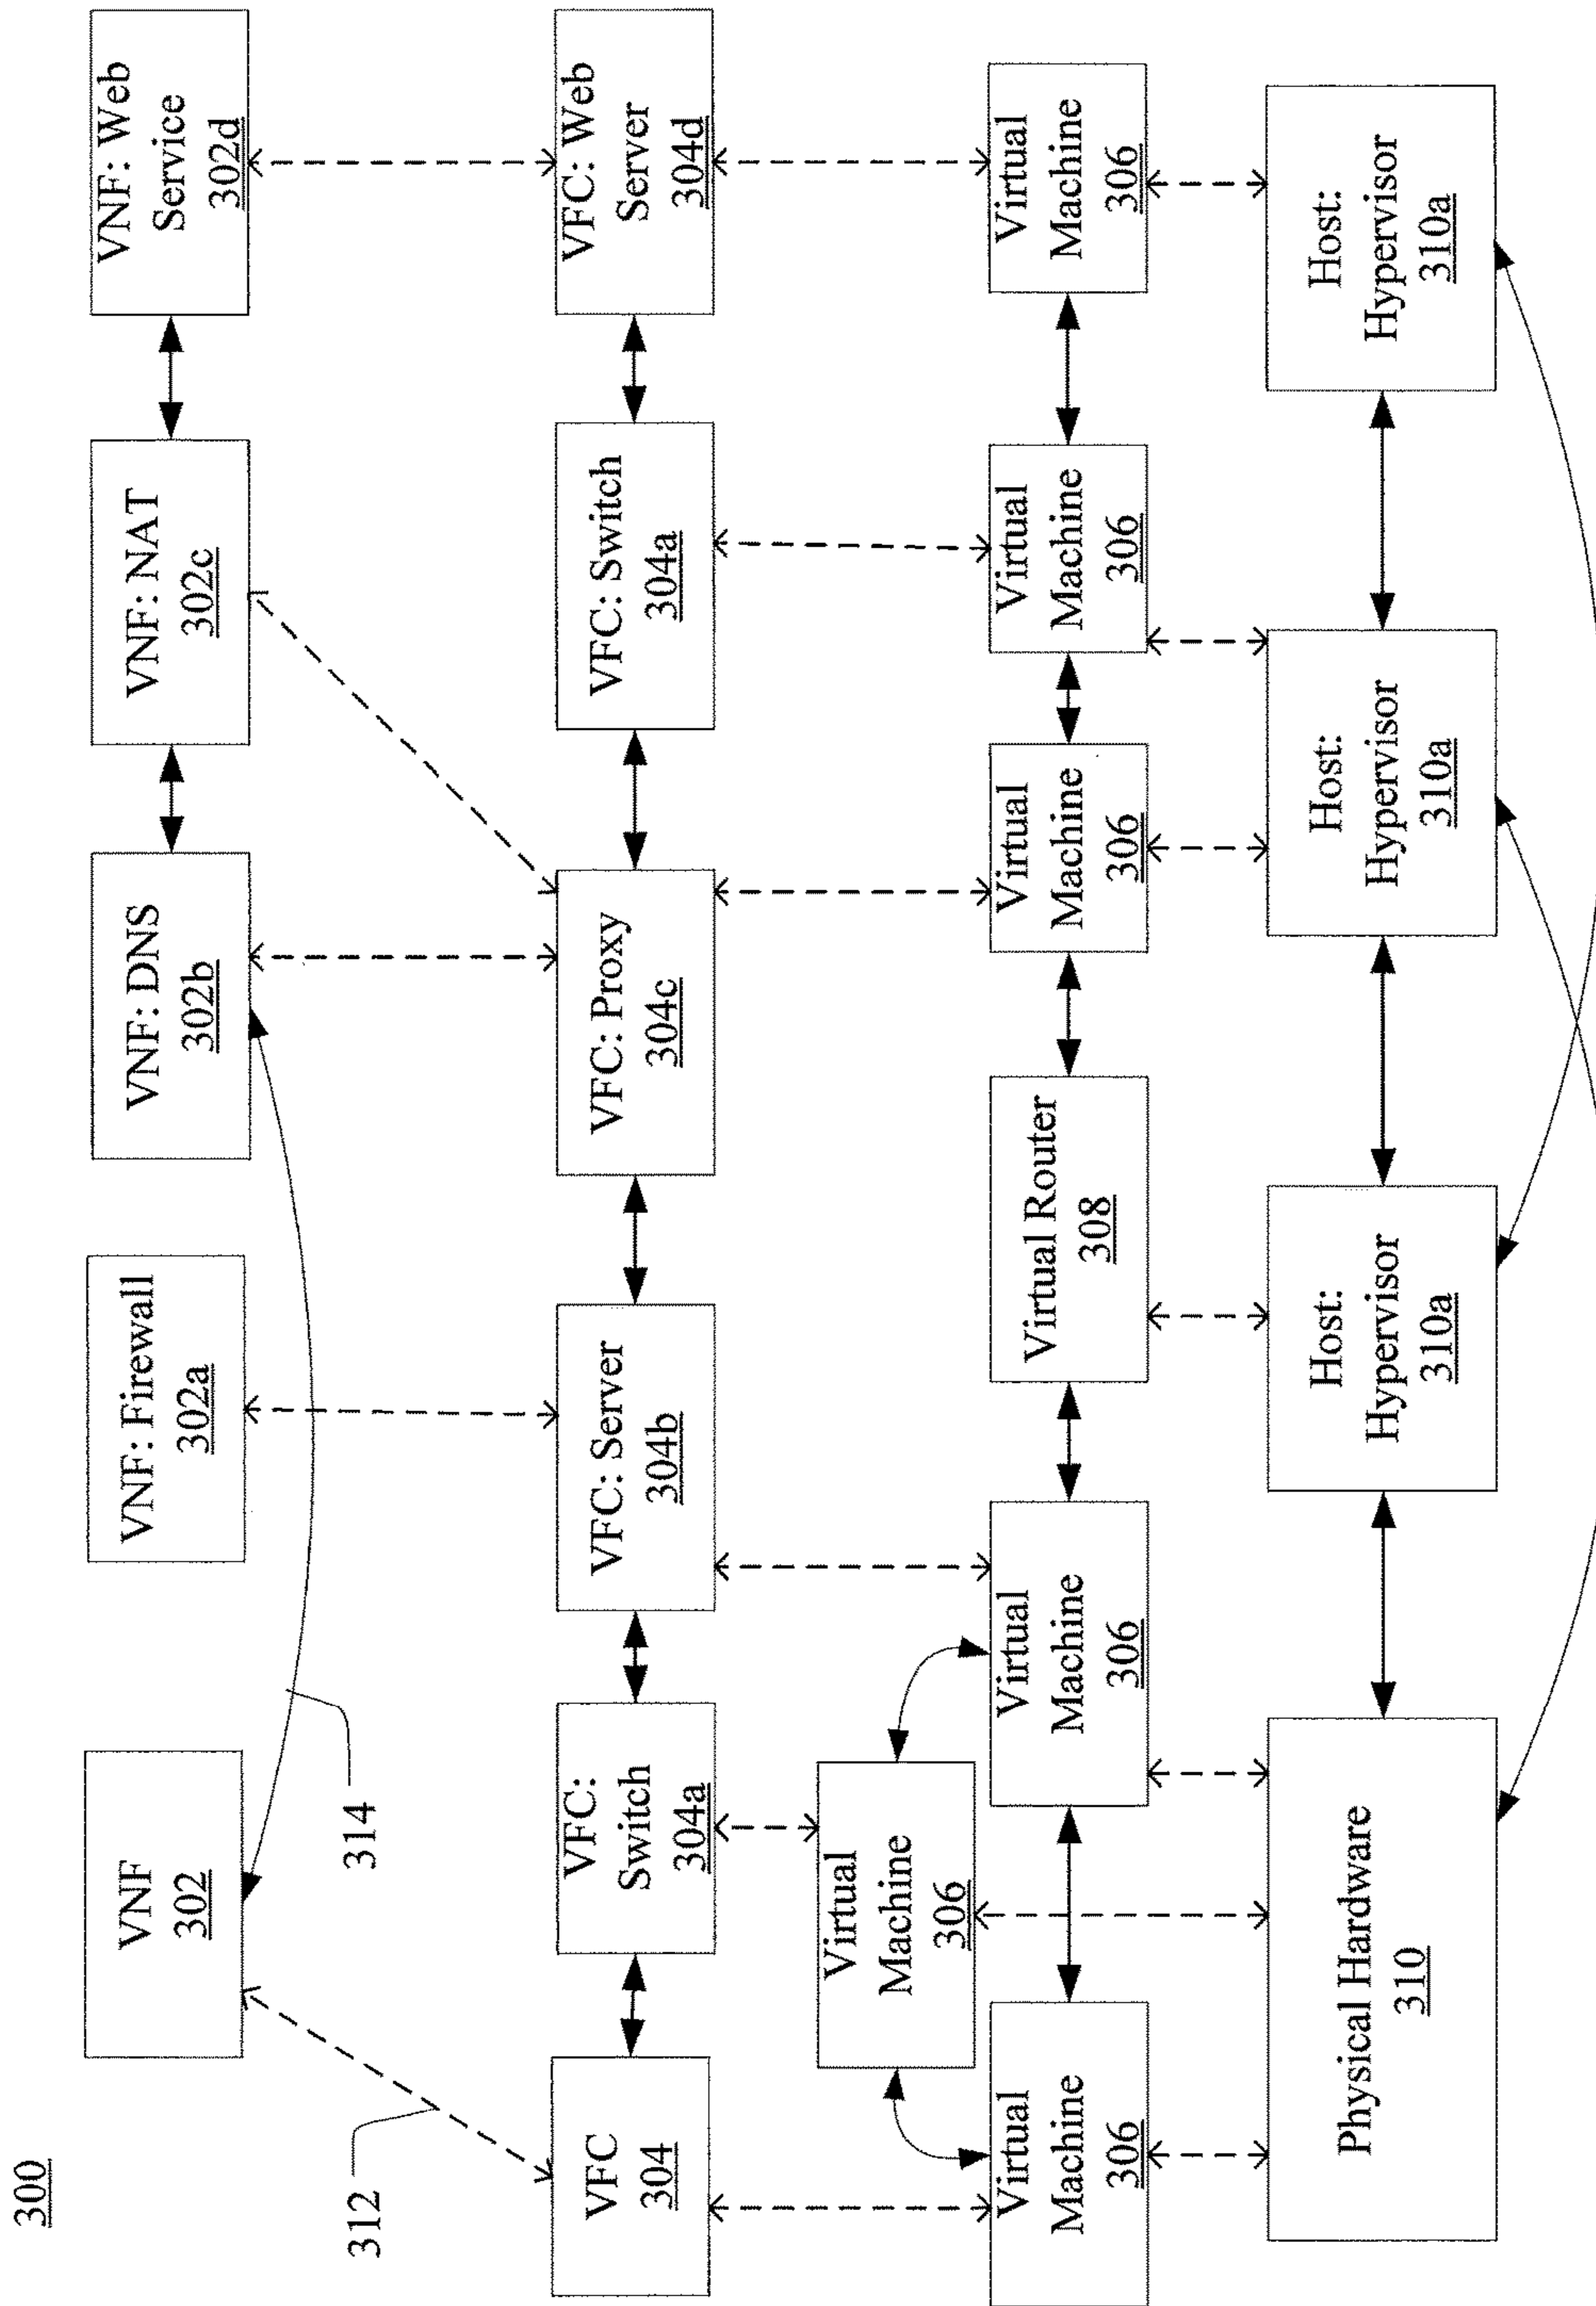 300
VNF
302
VNF: Firewall
302a
VNF: DNS
302b
VNF: NAT
302c
VNF: Web
Service
302d
312
314
VFC
304
VFC:
Switch
304a
VFC: Server
304b
VFC: Proxy
304c
VFC: Switch
304a
VFC: Web
Server
304d
Virtual
Machine
306
Virtual
Machine
306
Virtual
Machine
306
Virtual Router
308
Virtual
Machine
306
Virtual
Machine
306
Virtual
Machine
306
Physical Hardware
310
Host:
Hypervisor
310a
Host:
Hypervisor
310a
Host:
Hypervisor
310a